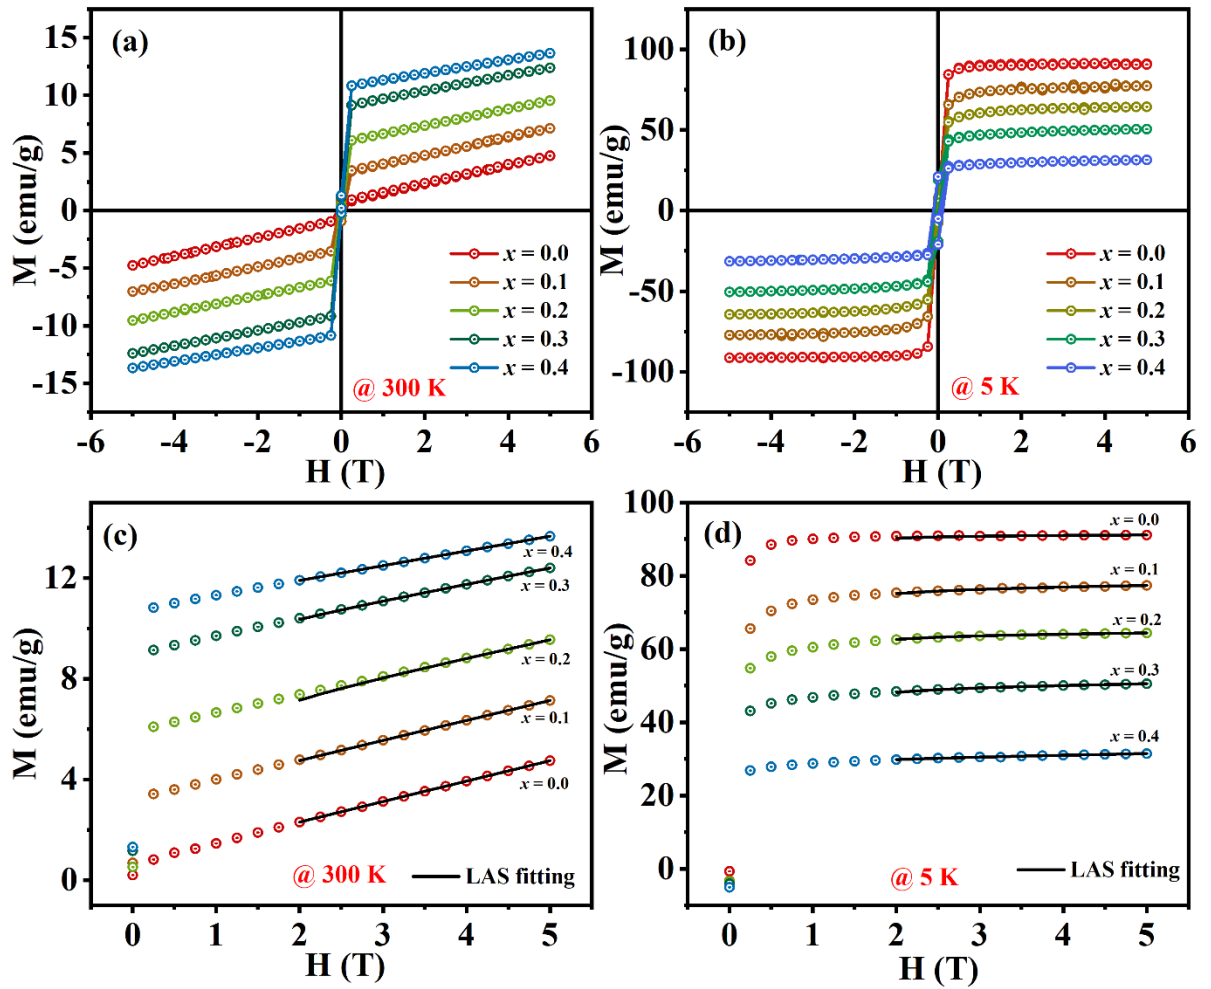 (a)
15
10
5
0
-5
-10
-15
M (emu/g)
x = 0.0
x = 0.1
x = 0.2
x = 0.3
x = 0.4
@ 300 K
-6 -4 -2 0 2 4 6
H (T)
(b)
100
50
0
-50
-100
M (emu/g)
x = 0.0
x = 0.1
x = 0.2
x = 0.3
x = 0.4
@ 5 K
-6 -4 -2 0 2 4 6
H (T)
(c)
12
8
4
0
M (emu/g)
x = 0.4
x = 0.3
x = 0.2
x = 0.1
x = 0.0
@ 300 K
LAS fitting
0 1 2 3 4 5
H (T)
(d)
100
80
60
40
20
0
M (emu/g)
x = 0.0
x = 0.1
x = 0.2
x = 0.3
x = 0.4
@ 5 K
LAS fitting
0 1 2 3 4 5
H (T)